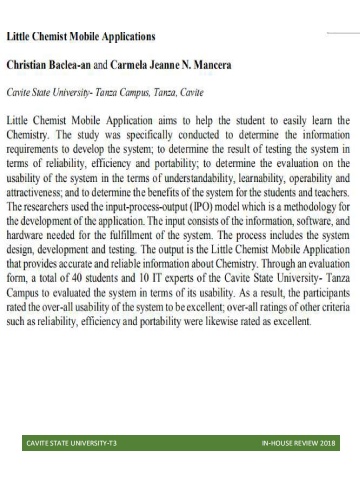 Little Chemist Mobile Applications
Christian Baclea-an and Carmela Jeanne N. Mancera
Cavite State University- Tanza Campus, Tanza, Cavite
Little Chemist Mobile Application aims to help the student to easily learn the
Chemistry. The study was specifically conducted to determine the information
requirements to develop the system; to determine the result of testing the system in
terms of reliability, efficiency and portability; to determine the evaluation on the
usability of the system in the terms of understandability, learnability, operability and
attractiveness; and to determine the benefits of the system for the students and teachers.
The researchers used the input-process-output (IPO) model which is a methodology for
the development of the application. The input consists of the information, software, and
hardware needed for the fulfillment of the system. The process includes the system
design, development and testing. The output is the Little Chemist Mobile Application
that provides accurate and reliable information about Chemistry. Through an evaluation
form, a total of 40 students and 10 IT experts of the Cavite State University- Tanza
Campus to evaluated the system in terms of its usability. As a result, the participants
rated the over-all usability of the system to be excellent; over-all ratings of other criteria
such as reliability, efficiency and portability were likewise rated as excellent.
CAVITE STATE UNIVERSITY-T3 IN-HOUSE REVIEW 2018